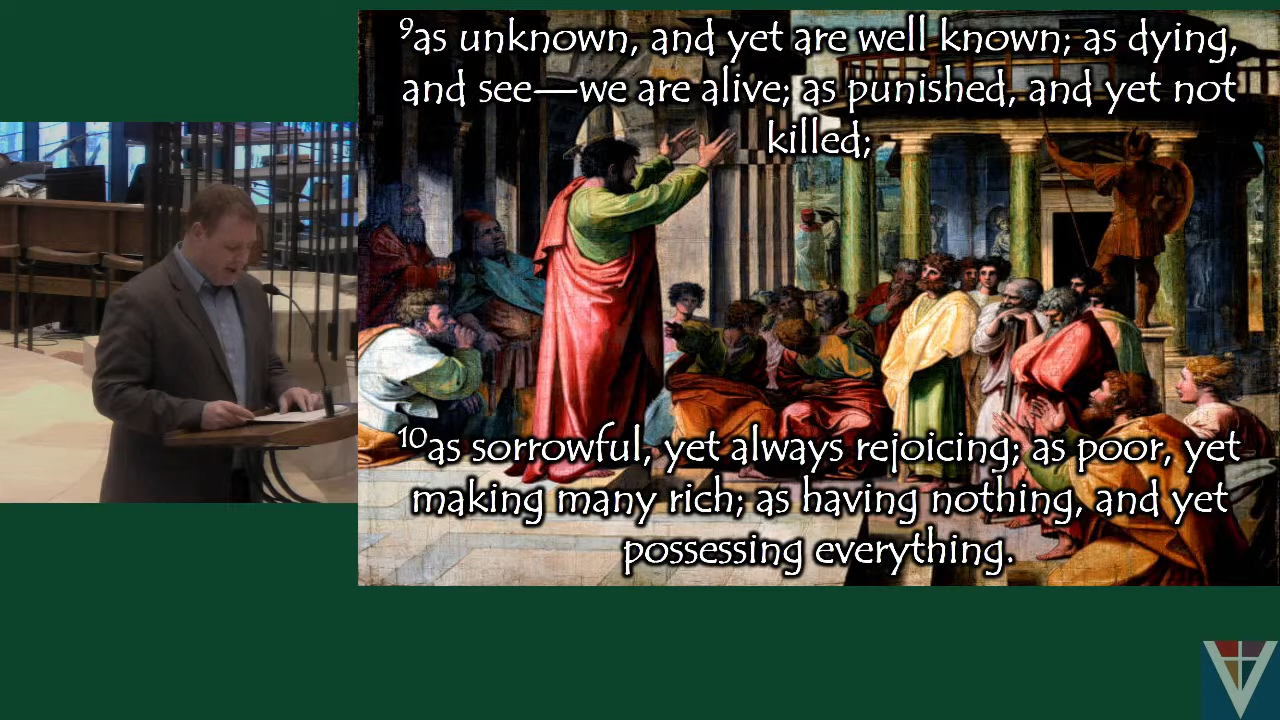 9as unknown, and yet are well known; as dying,
and see—we are alive; as punished, and yet not
killed;
10as sorrowful, yet always rejoicing; as poor, yet
making many rich; as having nothing, and yet
possessing everything.